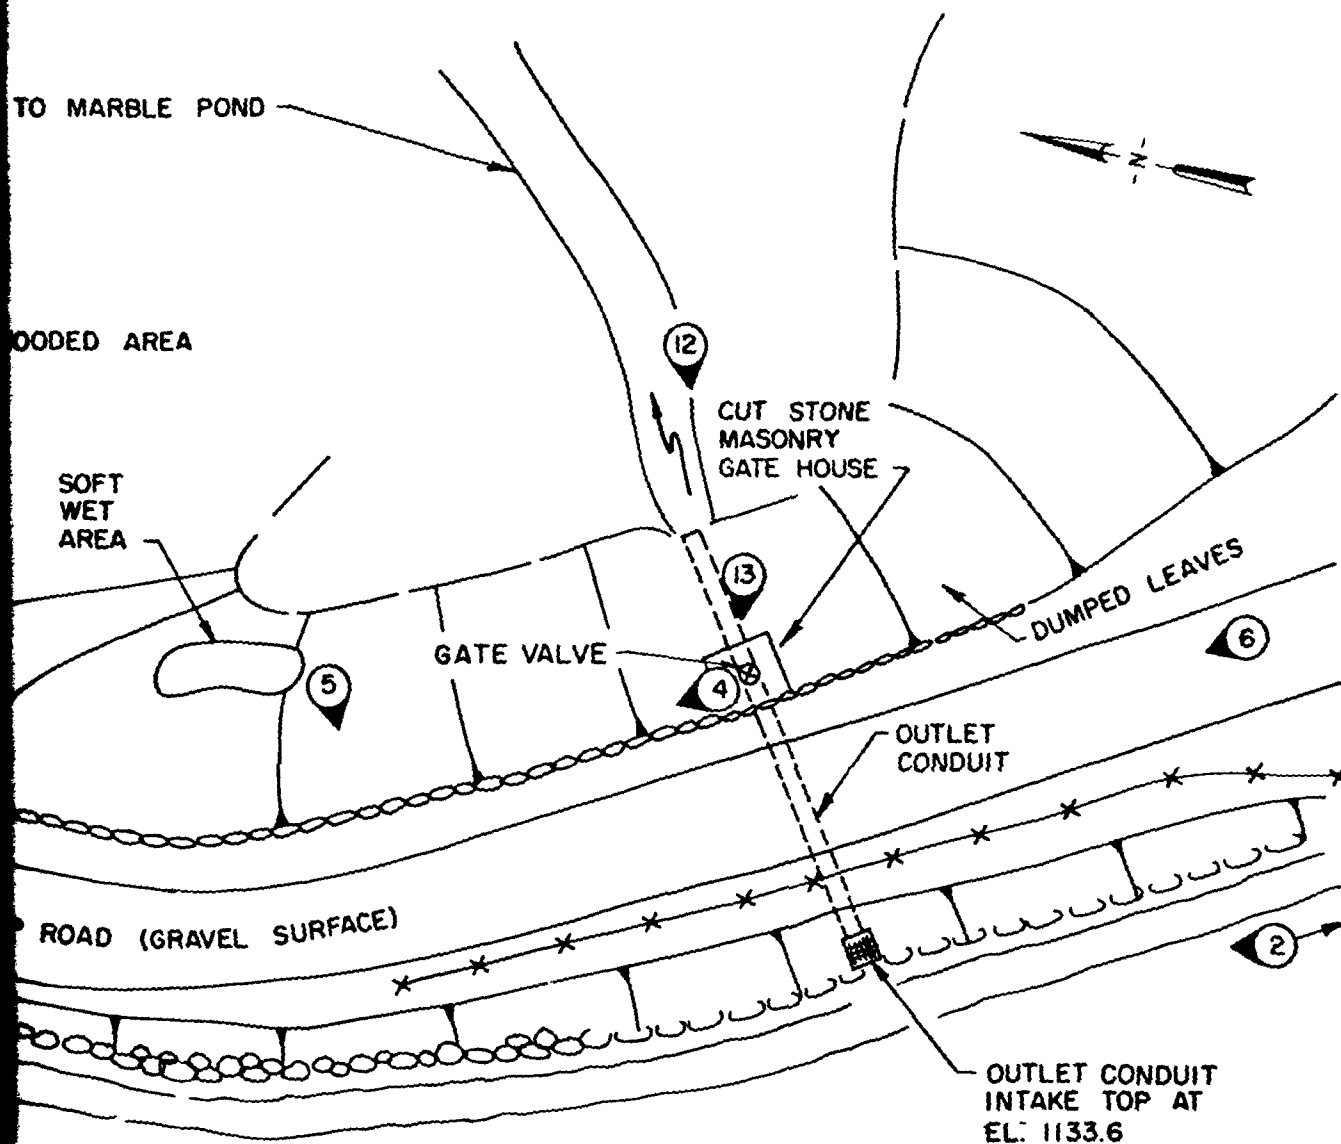 TO MARBLE POND
N
OODED AREA
12
CUT STONE
MASONRY
GATE HOUSE
SOFT
WET
AREA
13
DUMPED LEAVES
6
GATE VALVE
5
4
OUTLET
CONDUIT
ROAD (GRAVEL SURFACE)
2
OUTLET CONDUIT
INTAKE TOP AT
EL. 1133.6